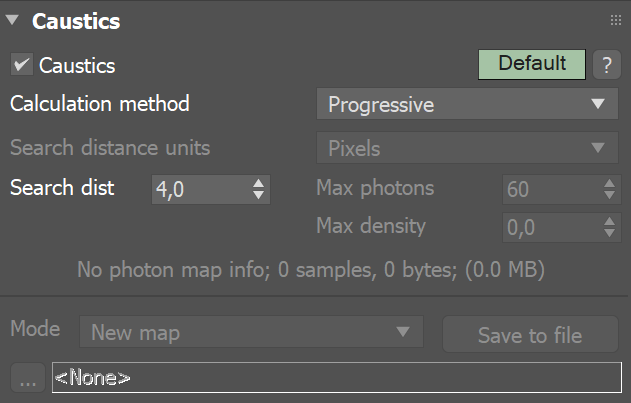 Caustics
Caustics Default ?
Calculation method Progressive
Search distance units Pixels
Search dist 4,0 Max photons 60
Max density 0,0
No photon map info; 0 samples, 0 bytes; (0.0 MB)
Mode New map Save to file
... <None>